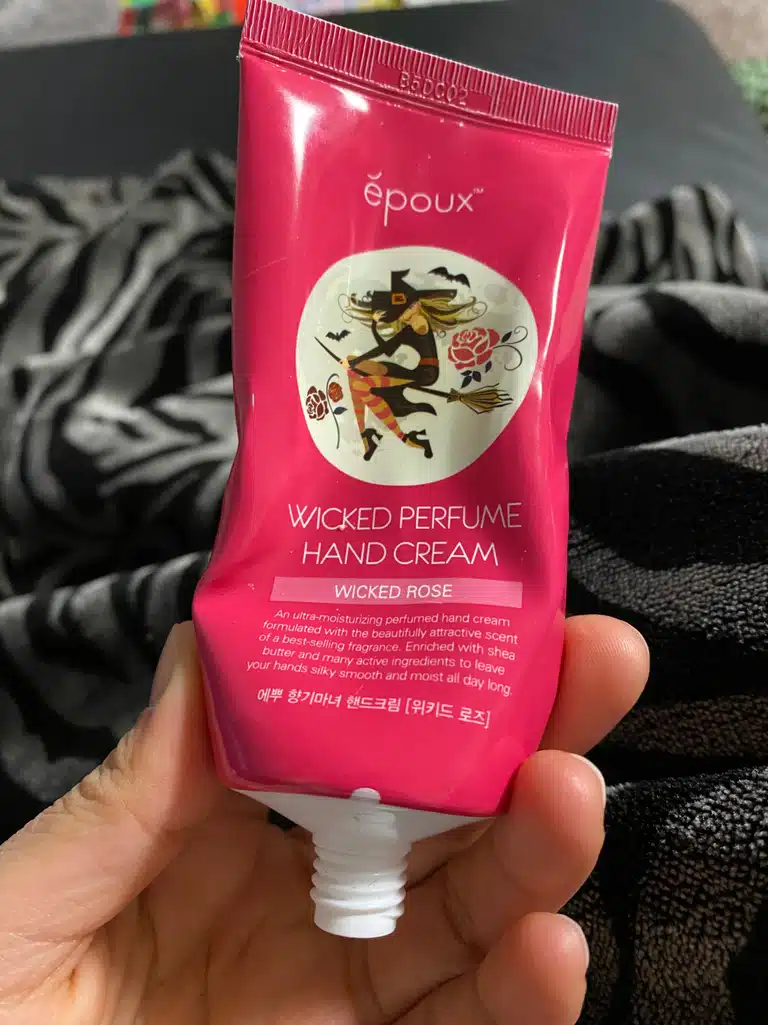 B5DC02
ĕpoux™
WICKED PERFUME
HAND CREAM
WICKED ROSE
An ultra-moisturizing perfumed hand cream
formulated with the beautifully attractive scent
of a best-selling fragrance. Enriched with shea
butter and many active ingredients to leave
your hands silky smooth and moist all day long.
에뿌 향기마녀 핸드크림 [위키드 로즈]